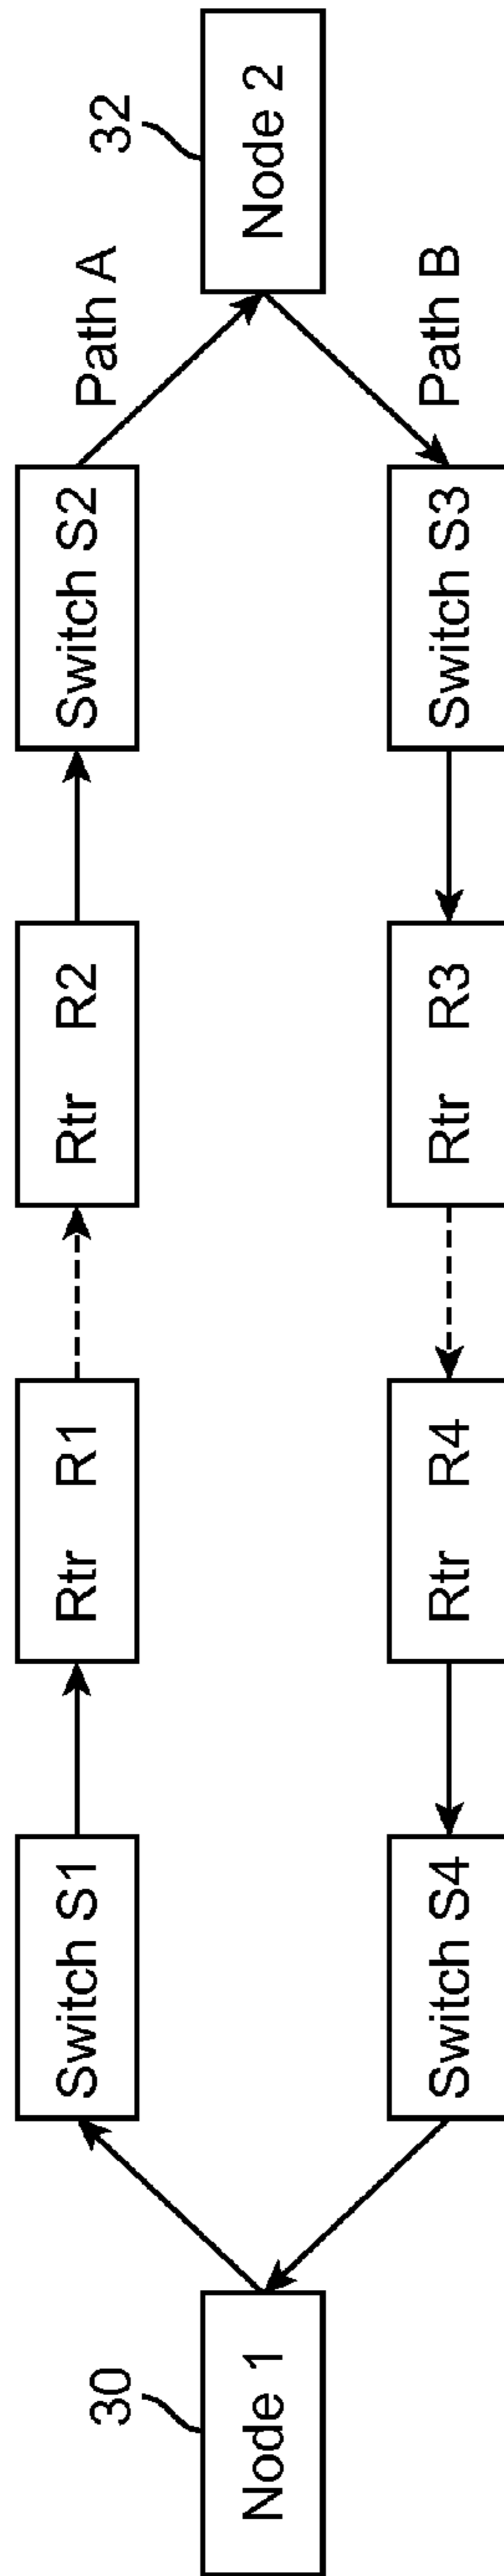 30
Node 1
Switch S1
Rtr R1
Rtr R2
Switch S2
Path A
32
Node 2
Path B
Switch S3
Rtr R3
Rtr R4
Switch S4